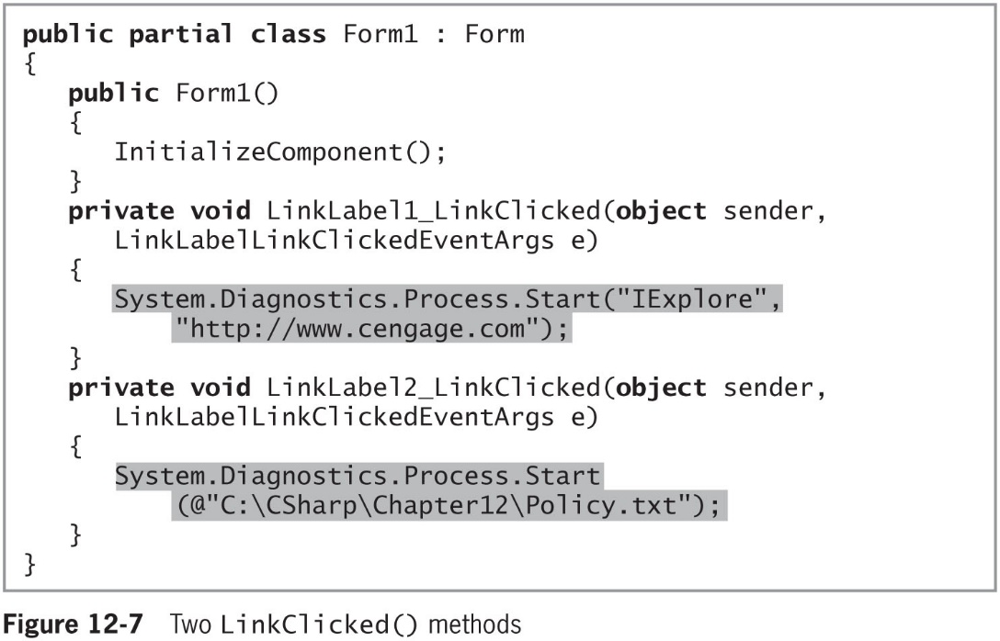 public partial class Form1 : Form
{
   public Form1()
   {
      InitializeComponent();
   }
   private void LinkLabel1_LinkClicked(object sender,
      LinkLabelLinkClickedEventArgs e)
   {
      System.Diagnostics.Process.Start("IExplore",
         "http://www.cengage.com");
   }
   private void LinkLabel2_LinkClicked(object sender,
      LinkLabelLinkClickedEventArgs e)
   {
      System.Diagnostics.Process.Start
         (@"C:\CSharp\Chapter12\Policy.txt");
   }
}
Figure 12-7 Two LinkClicked() methods